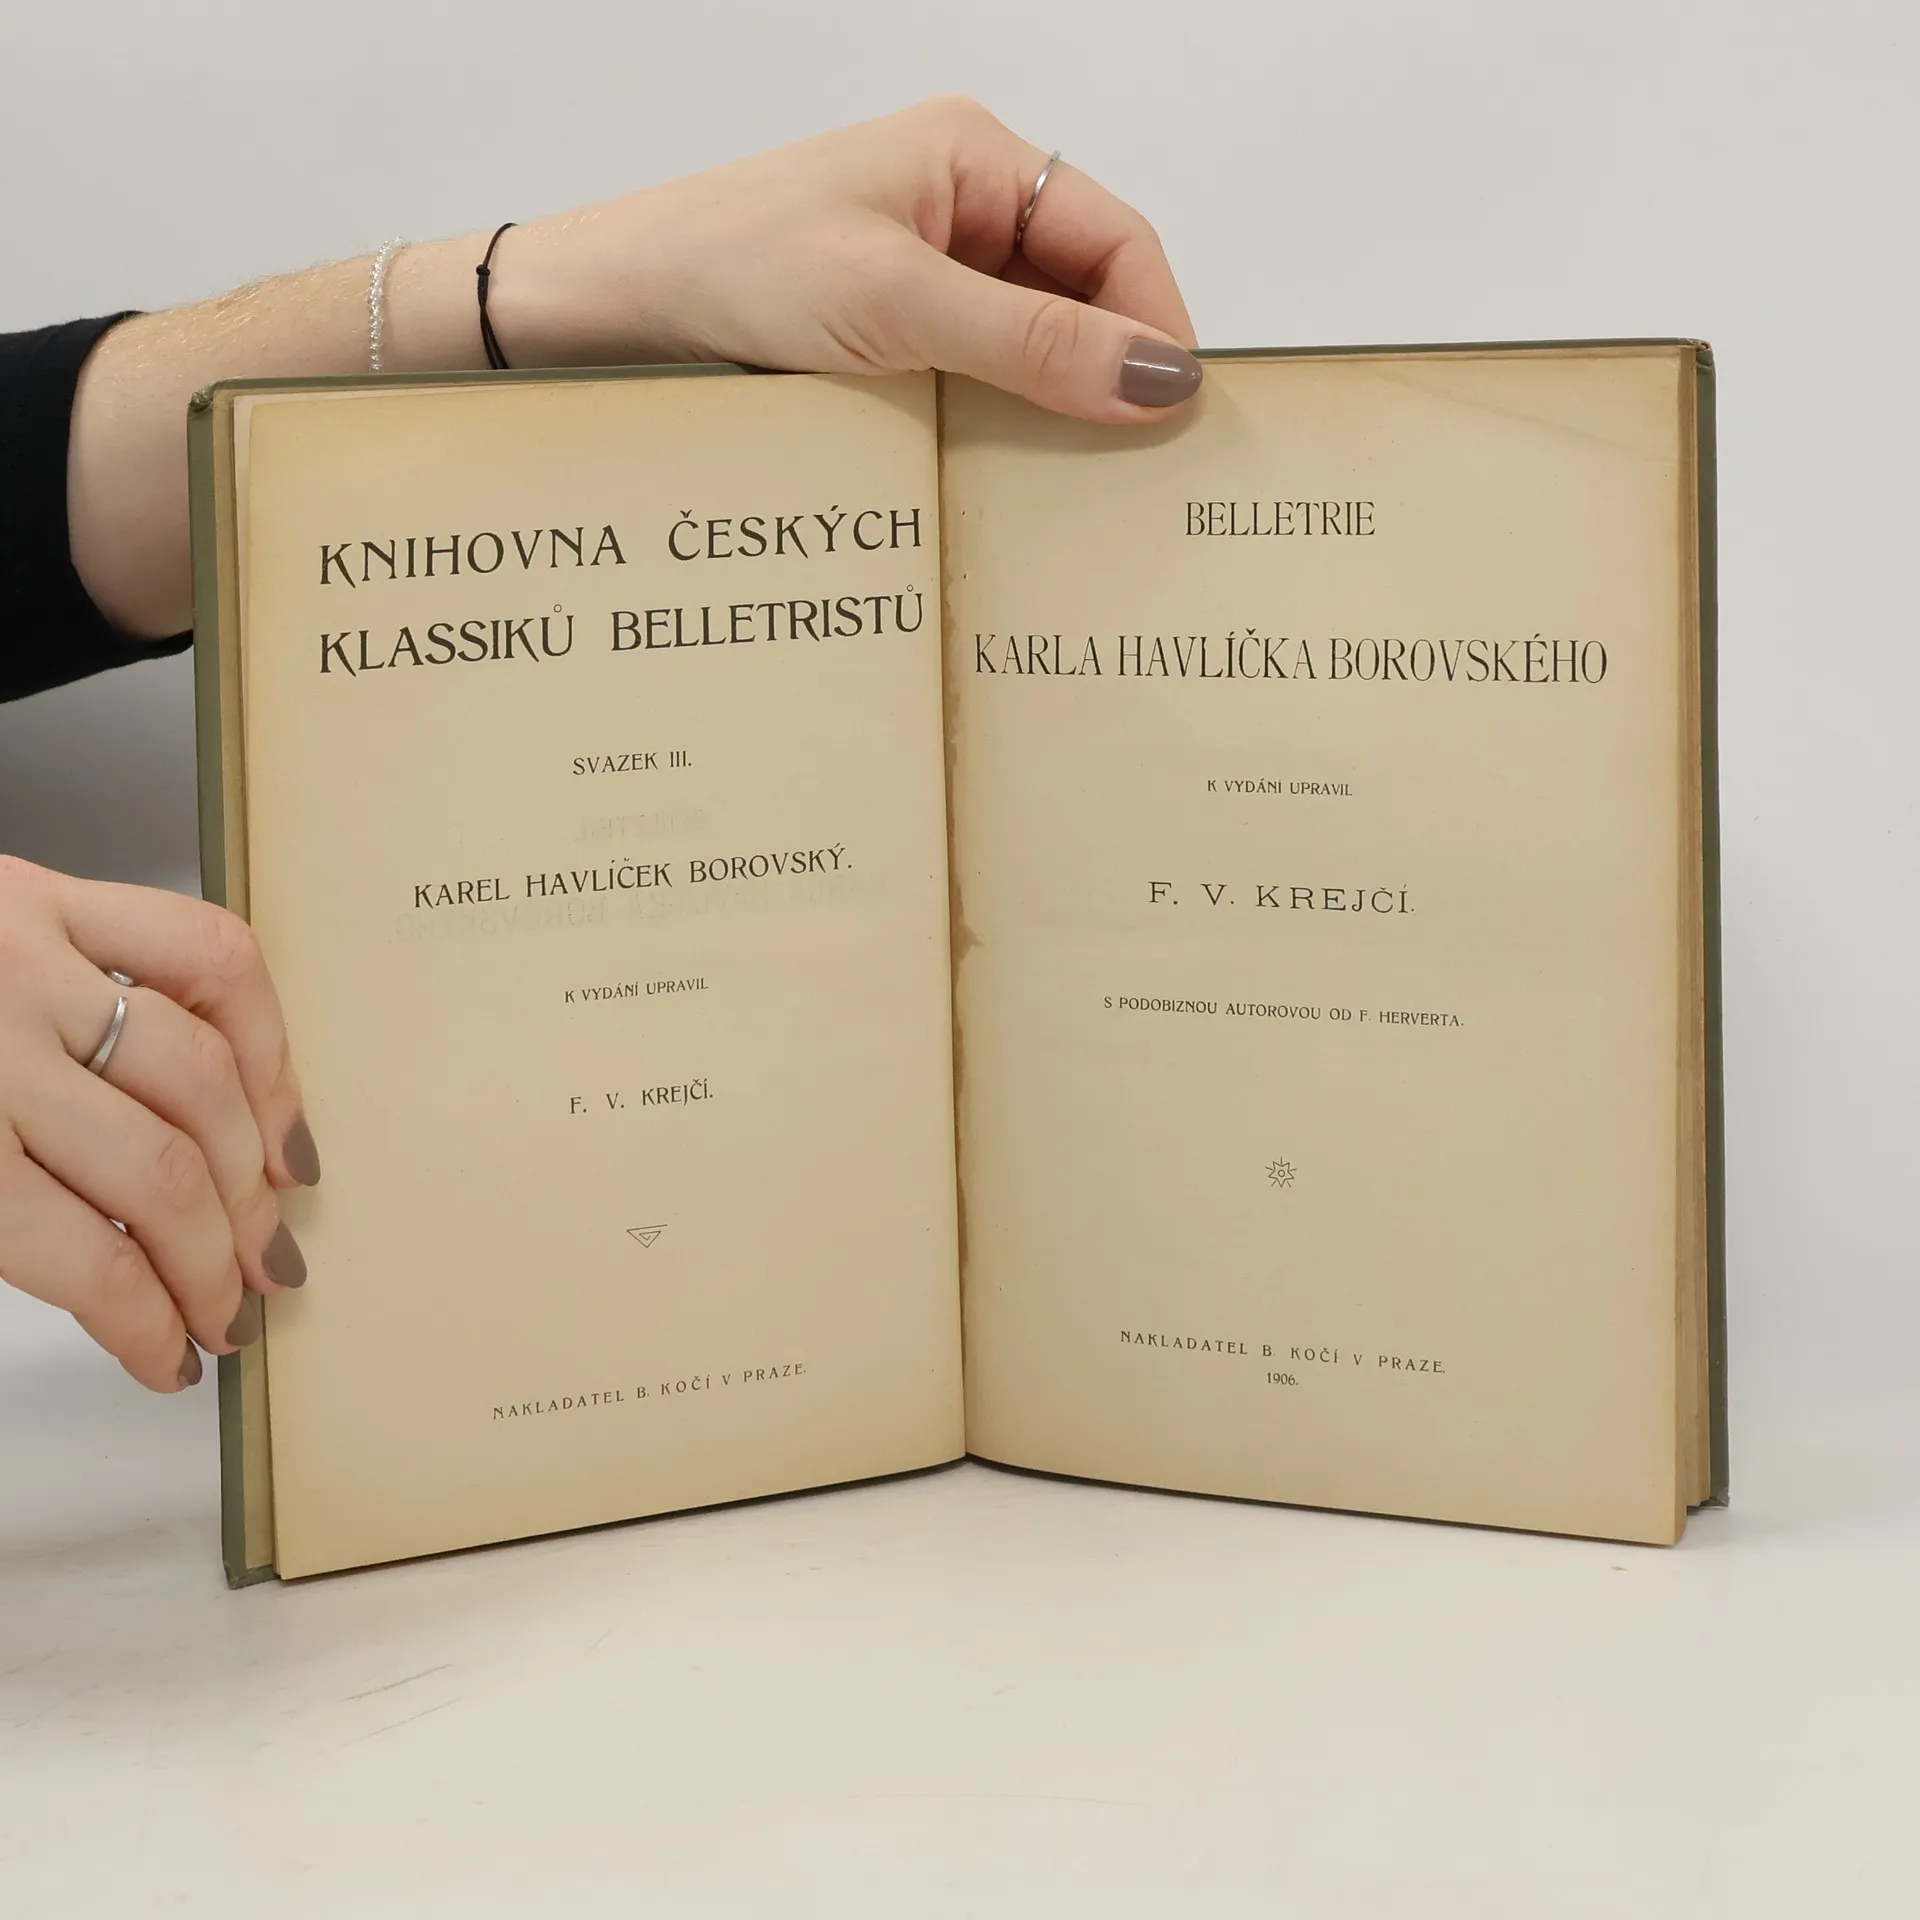 KNIHOVNA ČESKÝCH
KLASSIKŮ BELLETRISTŮ
SVAZEK III.
KAREL HAVLÍČEK BOROVSKÝ.
K VYDÁNÍ UPRAVIL
F. V. KREJČÍ.
NAKLADATEL B. KOČÍ V PRAZE.
BELLETRIE
KARLA HAVLÍČKA BOROVSKÉHO
K VYDÁNÍ UPRAVIL
F. V. KREJČÍ.
S PODOBIZNOU AUTOROVOU OD F. HERVERTA.
NAKLADATEL B. KOČÍ V PRAZE.
1906.